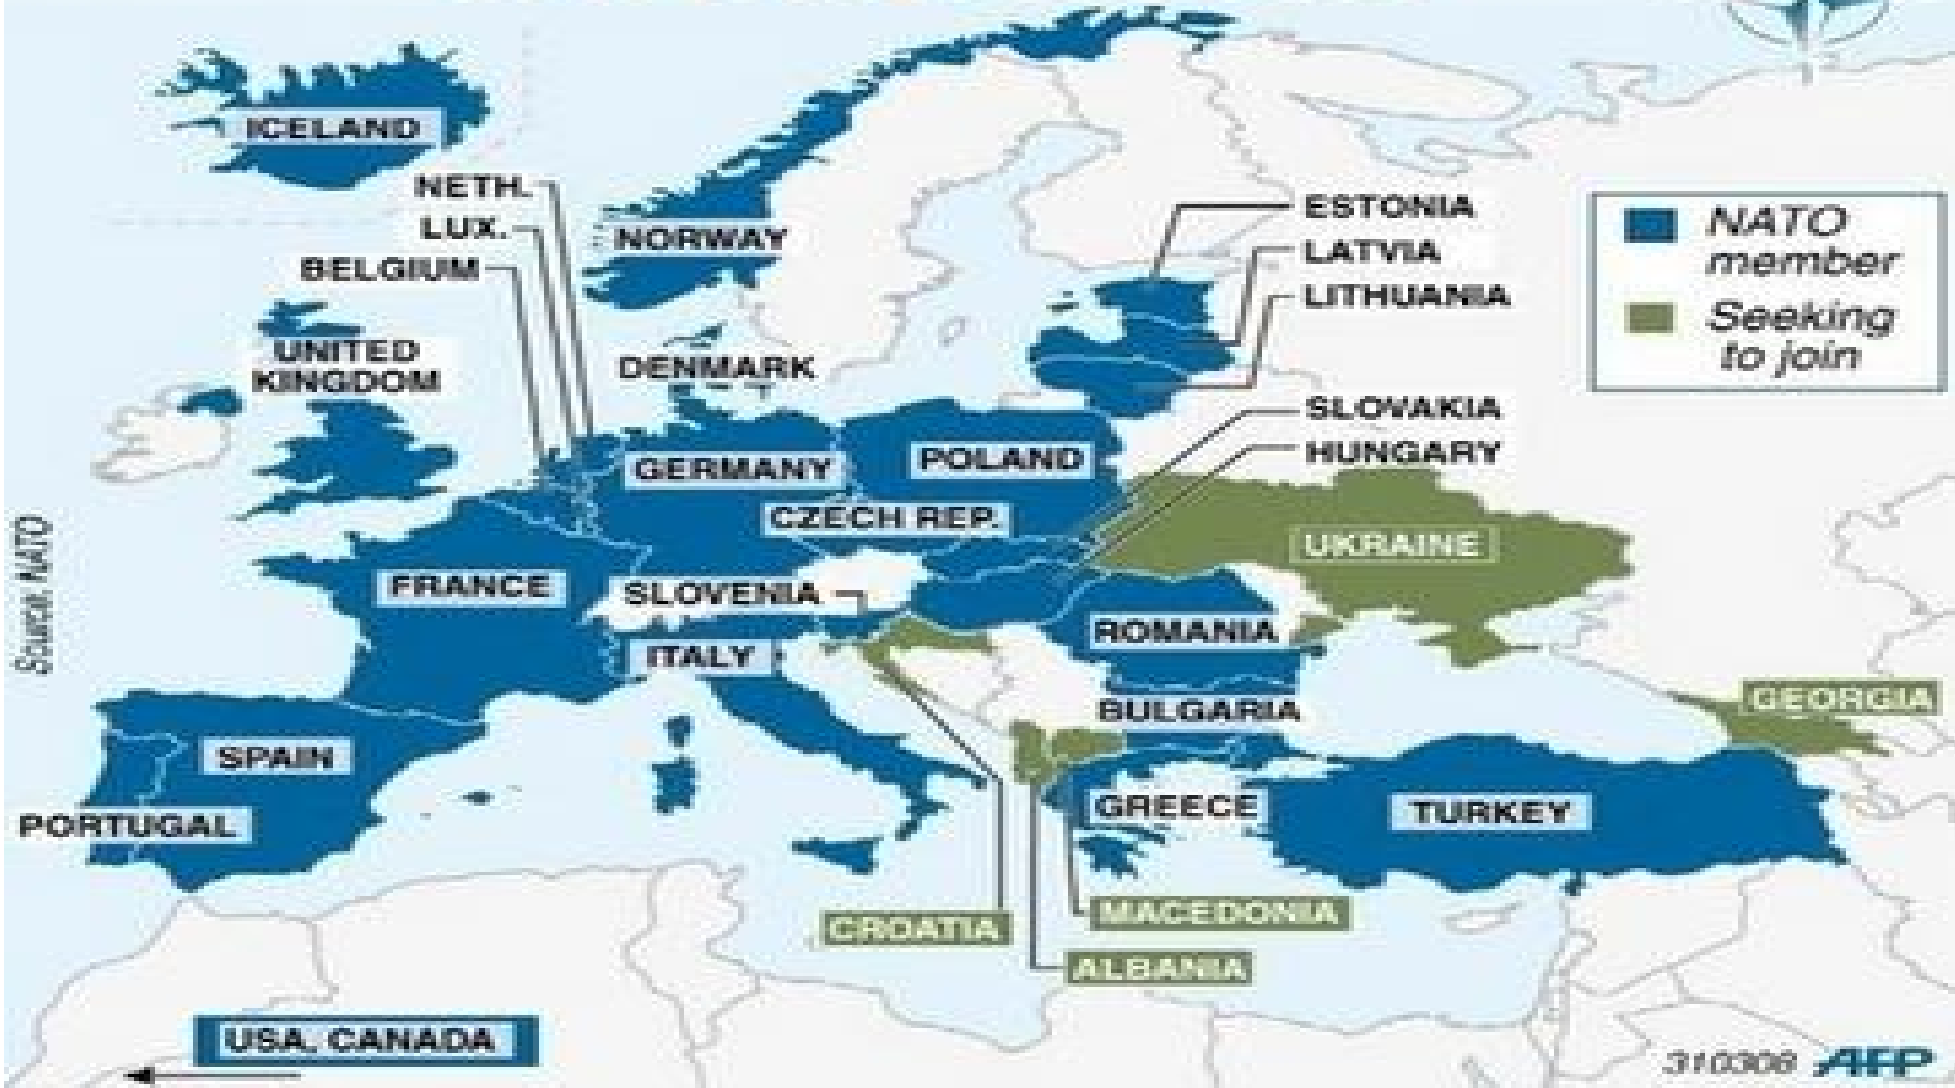 ICELAND
NETH.
LUX.
BELGIUM
NORWAY
ESTONIA
LATVIA
LITHUANIA
NATO
member
Seeking
to join
UNITED
KINGDOM
DENMARK
SLOVAKIA
HUNGARY
GERMANY
POLAND
CZECH REP.
UKRAINE
FRANCE
SLOVENIA
ROMANIA
ITALY
Source: NATO
GEORGIA
BULGARIA
SPAIN
PORTUGAL
GREECE
TURKEY
CROATIA
MACEDONIA
ALBANIA
USA, CANADA
310308 AFP